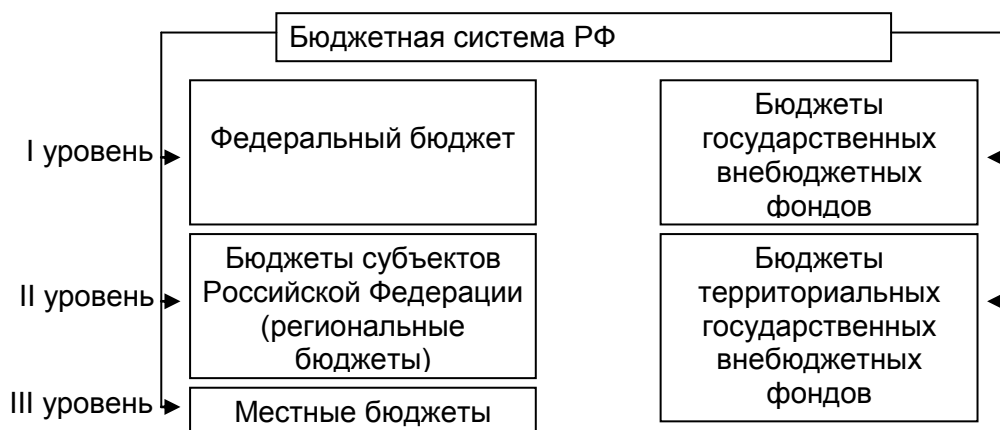 Бюджетная система РФ
I уровень
Федеральный бюджет
Бюджеты
государственных
внебюджетных
фондов
II уровень
Бюджеты субъектов
Российской Федерации
(региональные
бюджеты)
Бюджеты
территориальных
государственных
внебюджетных
фондов
III уровень
Местные бюджеты